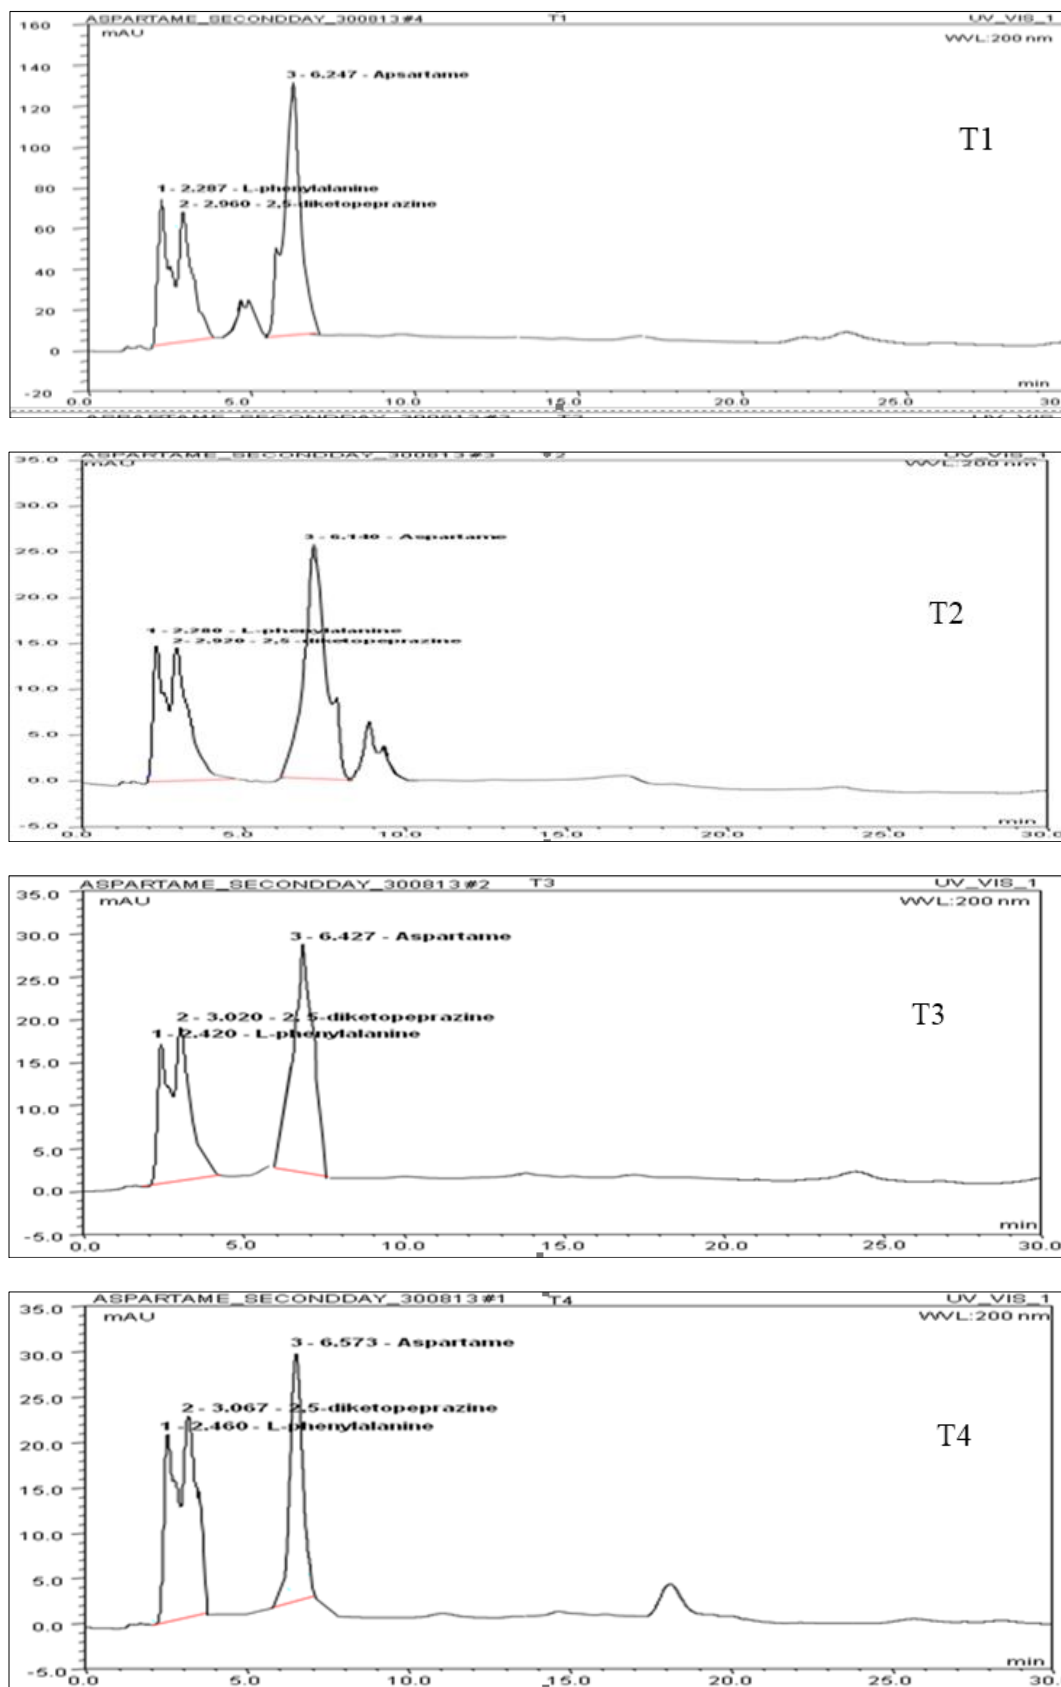 ASPARTAME_SECONDDAY_300813 #4 T1 UV_VIS_1
160 mAU WVL:200 nm
140
3 - 6.247 - Apsartame
120
T1
100
80
1 - 2.287 - L-phenylalanine
2 - 2.960 - 2,5-diketopeprazine
60
40
20
0
-20
min
0.0 5.0 10.0 15.0 20.0 25.0
ASPARTAME_SECONDDAY_300813 #3 T2 UV_VIS_1
35.0 mAU WVL:200 nm
30.0
3 - 6.140 - Aspartame
25.0
20.0
T2
1 - 2.280 - L-phenylalanine
15.0
2 - 2.920 - 2,5-diketopeprazine
10.0
5.0
0.0
-5.0
min
0.0 5.0 10.0 15.0 20.0 25.0 30.0
ASPARTAME_SECONDDAY_300813 #2 T3 UV_VIS_1
35.0 mAU WVL:200 nm
30.0
3 - 6.427 - Aspartame
25.0
20.0
2 - 3.020 - 2,5-diketopeprazine
T3
1 - 2.420 - L-phenylalanine
15.0
10.0
5.0
0.0
-5.0
min
0.0 5.0 10.0 15.0 20.0 25.0 30.0
ASPARTAME_SECONDDAY_300813 #1 T4 UV_VIS_1
35.0 mAU WVL:200 nm
3 - 6.573 - Aspartame
30.0
25.0
2 - 3.067 - 2,5-diketopeprazine
1 - 2.460 - L-phenylalanine
T4
20.0
15.0
10.0
5.0
0.0
-5.0
min
0.0 5.0 10.0 15.0 20.0 25.0